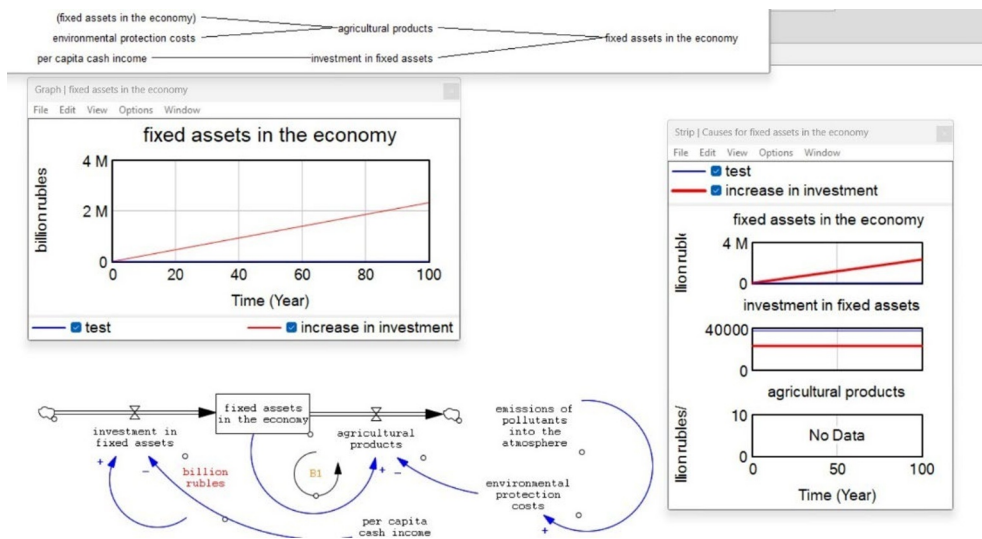 (fixed assets in the economy)
agricultural products
environmental protection costs
fixed assets in the economy
per capita cash income
investment in fixed assets
Graph | fixed assets in the economy
File Edit View Options Window
fixed assets in the economy
billion rubles
4 M
2 M
0
0 20 40 60 80 100
Time (Year)
test
increase in investment
Strip | Causes for fixed assets in the economy
File Edit View Options Window
test
increase in investment
fixed assets in the economy
llion ruble
4 M
0
investment in fixed assets
40000
0
agricultural products
llion rubles/
10
No Data
0
0 50 100
Time (Year)
fixed assets
in the economy
investment in
fixed assets
billion
rubles
B1
agricultural
products
emissions of
pollutants
into the
atmosphere
environmental
protection
costs
per capita
cash income
+
–
+
–
+